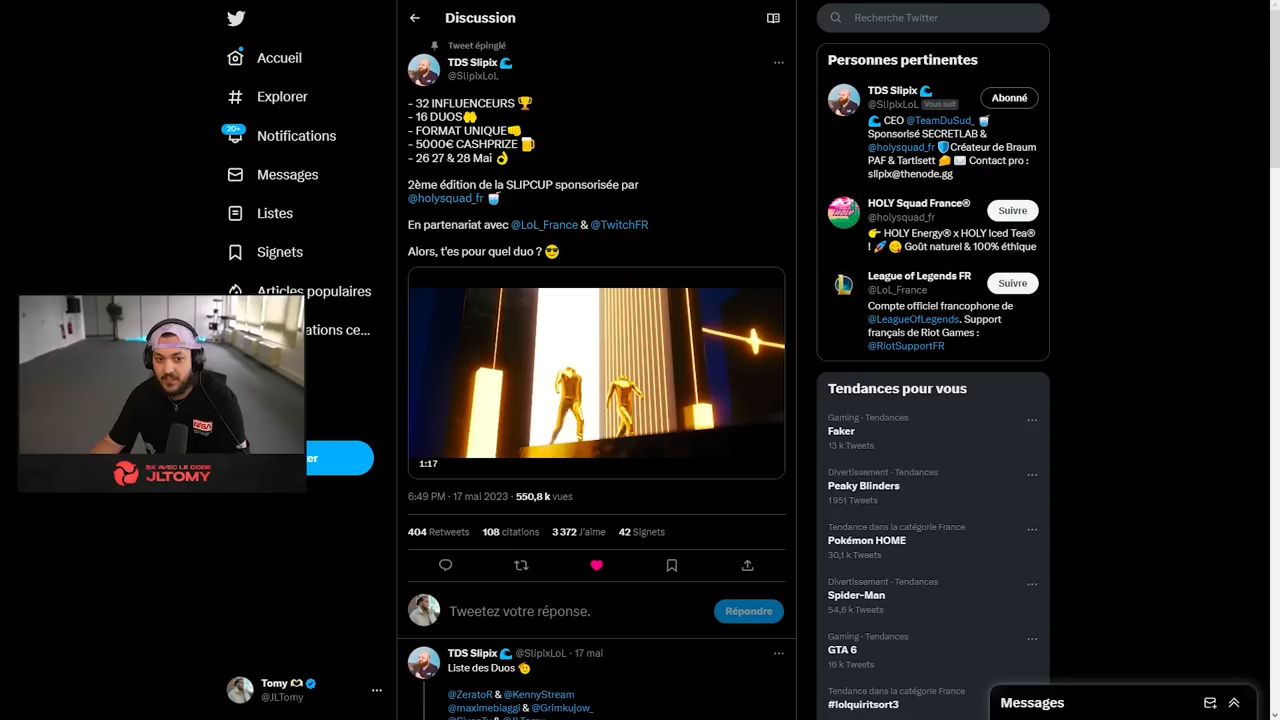 Accueil
Explorer
20+
Notifications
Messages
Listes
Signets
Articles populaires
ations ce...
er
NASA
5% AVEC LE CODE
JLTOMY
Tomy
@JLTomy
Discussion
Tweet épinglé
TDS Slipix
@SlipixLoL
- 32 INFLUENCEURS 🏆
- 16 DUOS
- FORMAT UNIQUE
- 5000€ CASHPRIZE 🍺
- 26 27 & 28 Mai 👌
2ème édition de la SLIPCUP sponsorisée par
@holysquad_fr 🥤
En partenariat avec @LoL_France & @TwitchFR
Alors, t'es pour quel duo ? 😎
1:17
6:49 PM · 17 mai 2023 · 550,8 k vues
404 Retweets 108 citations 3 372 J'aime 42 Signets
Tweetez votre réponse.
Répondre
TDS Slipix 🌊 @SlipixLoL · 17 mai
Liste des Duos
@ZeratoR & @KennyStream
@maximebiaggi & @Grimkujow_
Recherche Twitter
Personnes pertinentes
TDS Slipix 🌊
@SlipixLoL Vous suit
Abonné
🌊 CEO @TeamDuSud_ 🥤
Sponsorisé SECRETLAB &
@holysquad_fr 🛡️Créateur de Braum
PAF & Tartisett 🧀 ✉️ Contact pro :
slipix@thenode.gg
HOLY Squad France®
@holysquad_fr
Suivre
👉 HOLY Energy® x HOLY Iced Tea®
! 🚀 😋 Goût naturel & 100% éthique
League of Legends FR
@LoL_France
Suivre
Compte officiel francophone de
@LeagueOfLegends. Support
français de Riot Games :
@RiotSupportFR
Tendances pour vous
Gaming · Tendances
Faker
13 k Tweets
Divertissement · Tendances
Peaky Blinders
1 951 Tweets
Tendance dans la catégorie France
Pokémon HOME
30,1 k Tweets
Divertissement · Tendances
Spider-Man
54,6 k Tweets
Gaming · Tendances
GTA 6
16 k Tweets
Tendance dans la catégorie France
#lolquiritsort3
Messages